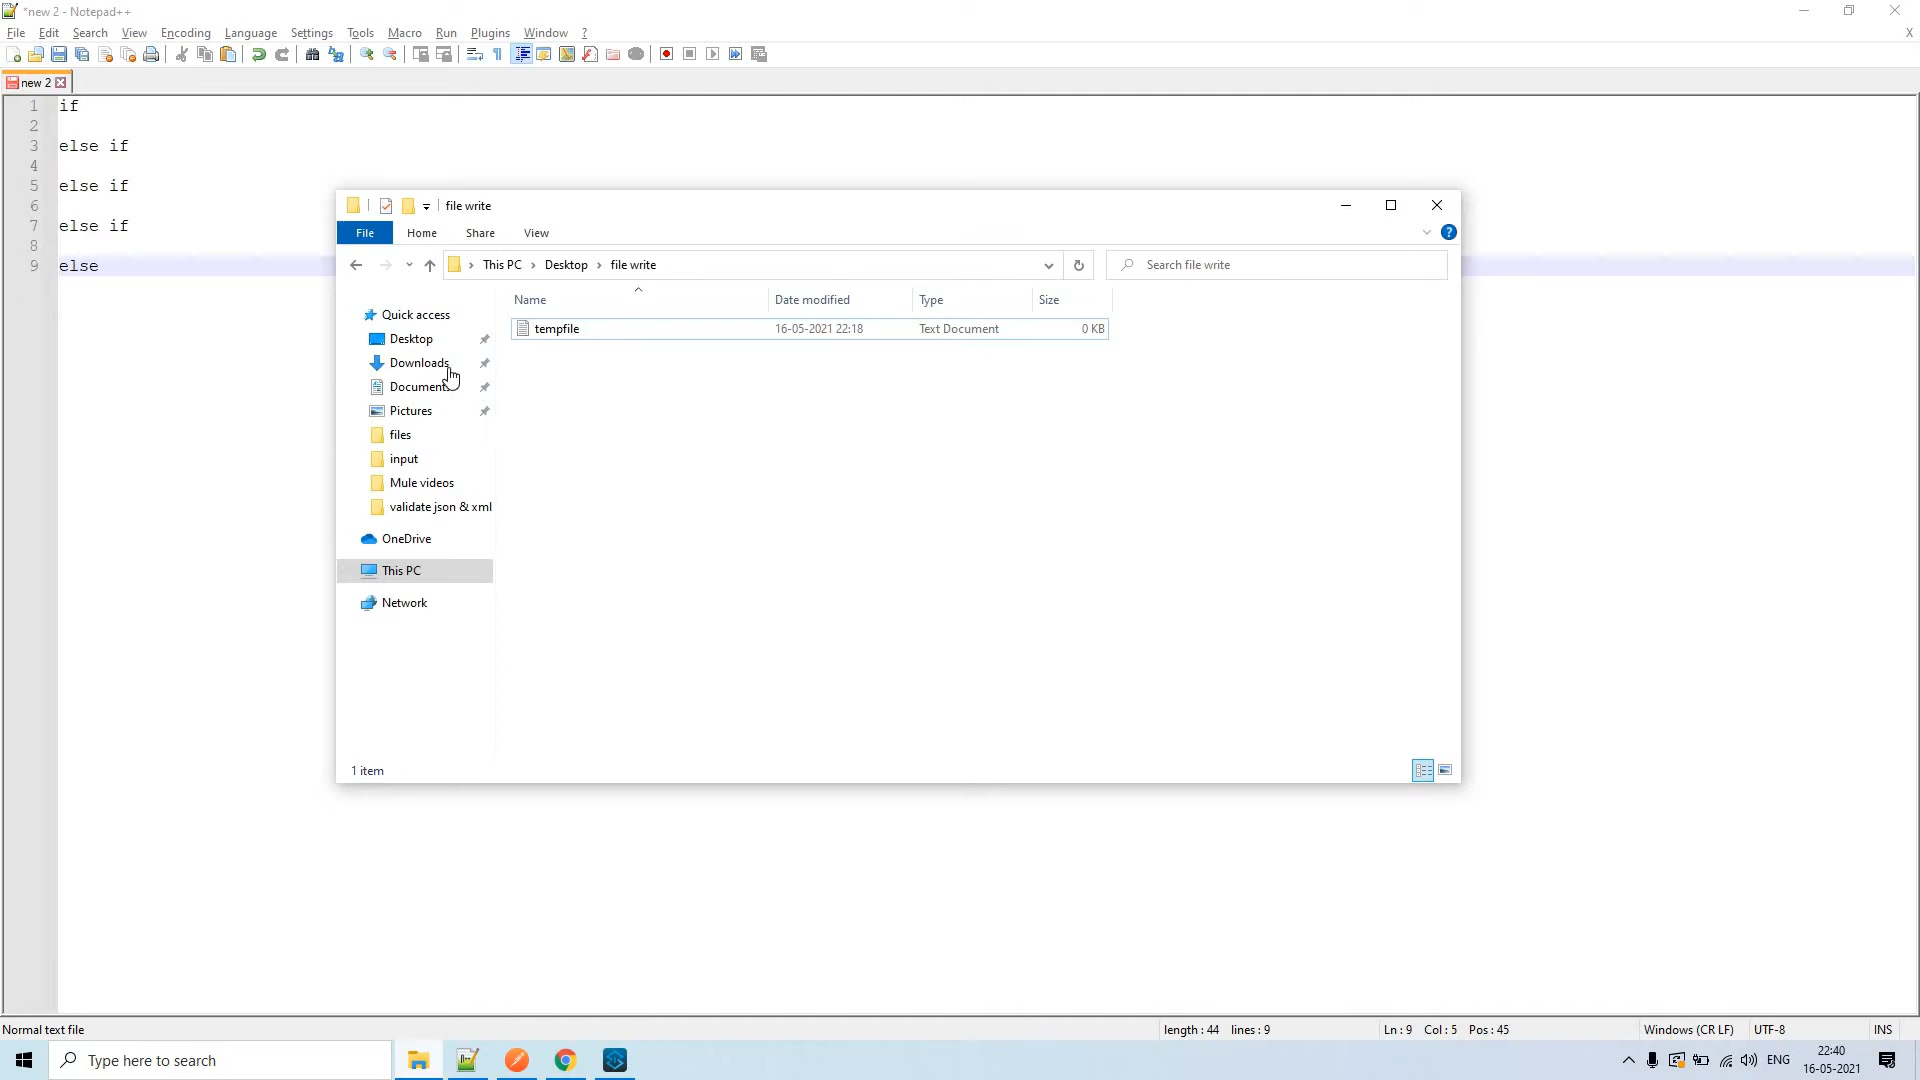 *new 2 - Notepad++
File Edit Search View Encoding Language Settings Tools Macro Run Plugins Window ? X
new 2
1 if
2
3 else if
4
5 else if
6
7 else if
8
9 else
file write
File Home Share View
This PC Desktop file write
Search file write
Name Date modified Type Size
tempfile 16-05-2021 22:18 Text Document 0 KB
Quick access
Desktop
Downloads
Documents
Pictures
files
input
Mule videos
validate json & xml
OneDrive
This PC
Network
1 item
Normal text file length : 44 lines : 9 Ln : 9 Col : 5 Pos : 45 Windows (CR LF) UTF-8 INS
Type here to search
ENG
22:40
16-05-2021